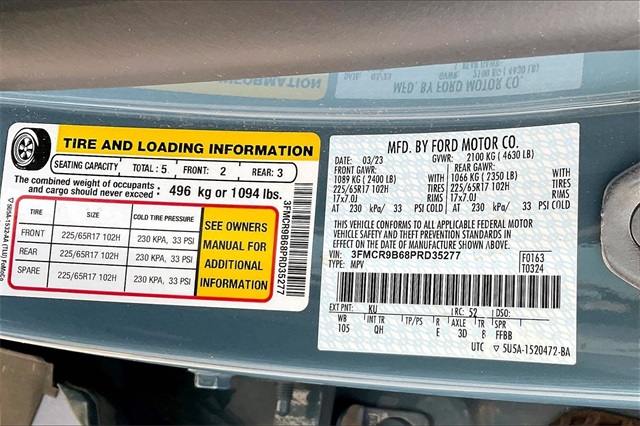 MFD. BY FORD MOTOR CO.
TIRE AND LOADING INFORMATION
SEATING CAPACITY TOTAL: 5 FRONT: 2 REAR: 3
The combined weight of occupants
and cargo should never exceed: 496 kg or 1094 lbs.
TIRE SIZE COLD TIRE PRESSURE
FRONT 225/65R17 102H 230 KPA, 33 PSI
REAR 225/65R17 102H 230 KPA, 33 PSI
SPARE 225/65R17 102H 230 KPA, 33 PSI
SEE OWNERS
MANUAL FOR
ADDITIONAL
INFORMATION
3FMCR9B68PRD35277
MFD. BY FORD MOTOR CO.
DATE: 03/23 GVWR: 2100 KG ( 4630 LB)
FRONT GAWR: REAR GAWR:
1089 KG ( 2400 LB) 1066 KG ( 2350 LB)
225/65R17 102H TIRES 225/65R17 102H TIRES
17x7.0J RIMS 17x7.0J RIMS
AT 230 kPa/ 33 PSI COLD AT 230 kPa/ 33 PSI COLD
THIS VEHICLE CONFORMS TO ALL APPLICABLE FEDERAL MOTOR
VEHICLE SAFETY AND THEFT PREVENTION STANDARDS IN
EFFECT ON THE DATE OF MANUFACTURE SHOWN ABOVE.
VIN: 3FMCR9B68PRD35277 F0163
TYPE: MPV T0324
EXT PNT: KU RC: 52 DSO:
WB INT TR TP/PS R AXLE TR SPR
105 QH E 3D 8 FFBB
UTC ▽ 5U5A-1520472-BA